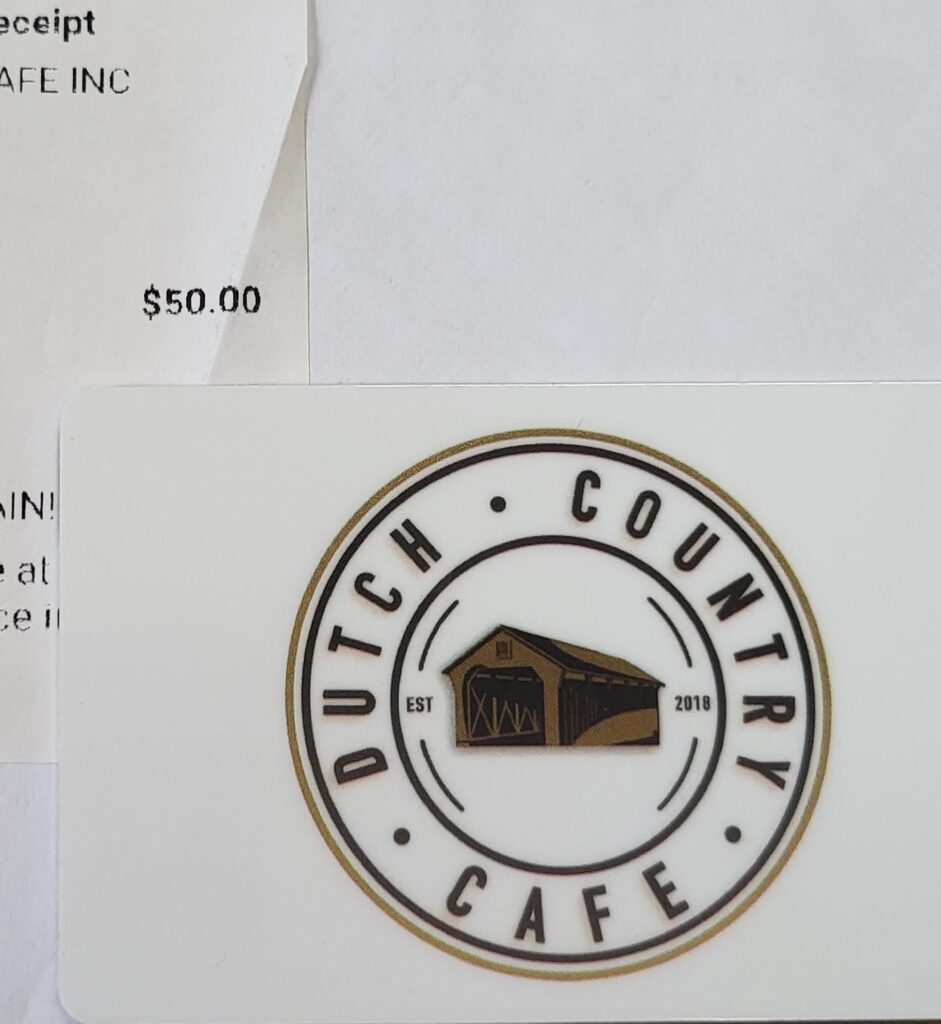 eceipt
AFE INC
$50.00
AIN!
e at
ce i
DUTCH • COUNTRY
EST 2018
• CAFE •